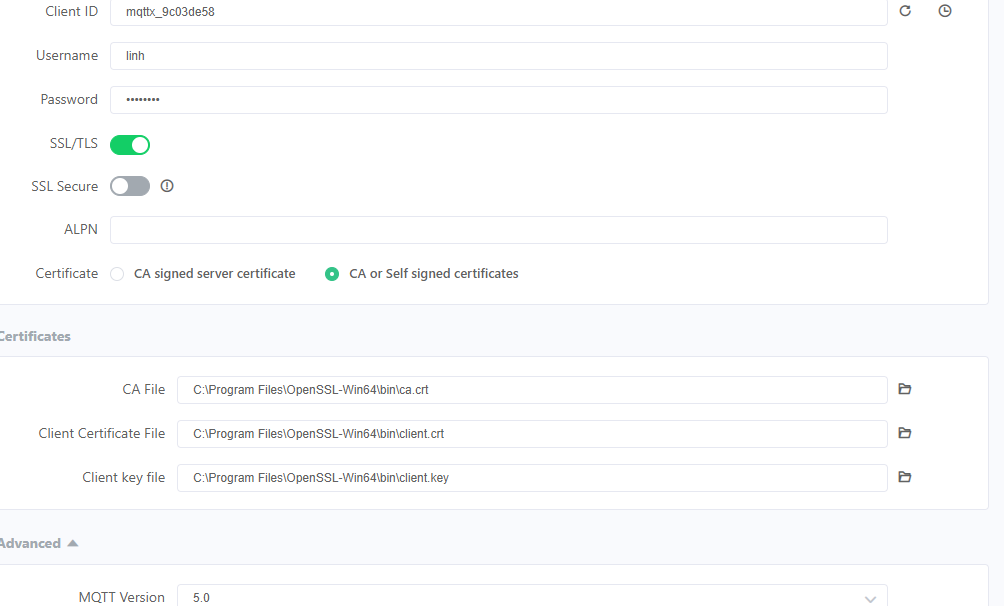 Client ID mqttx_9c03de58
Username linh
Password ••••••••
SSL/TLS
SSL Secure
ALPN
Certificate CA signed server certificate CA or Self signed certificates
Certificates
CA File C:\Program Files\OpenSSL-Win64\bin\ca.crt
Client Certificate File C:\Program Files\OpenSSL-Win64\bin\client.crt
Client key file C:\Program Files\OpenSSL-Win64\bin\client.key
Advanced
MQTT Version 5.0